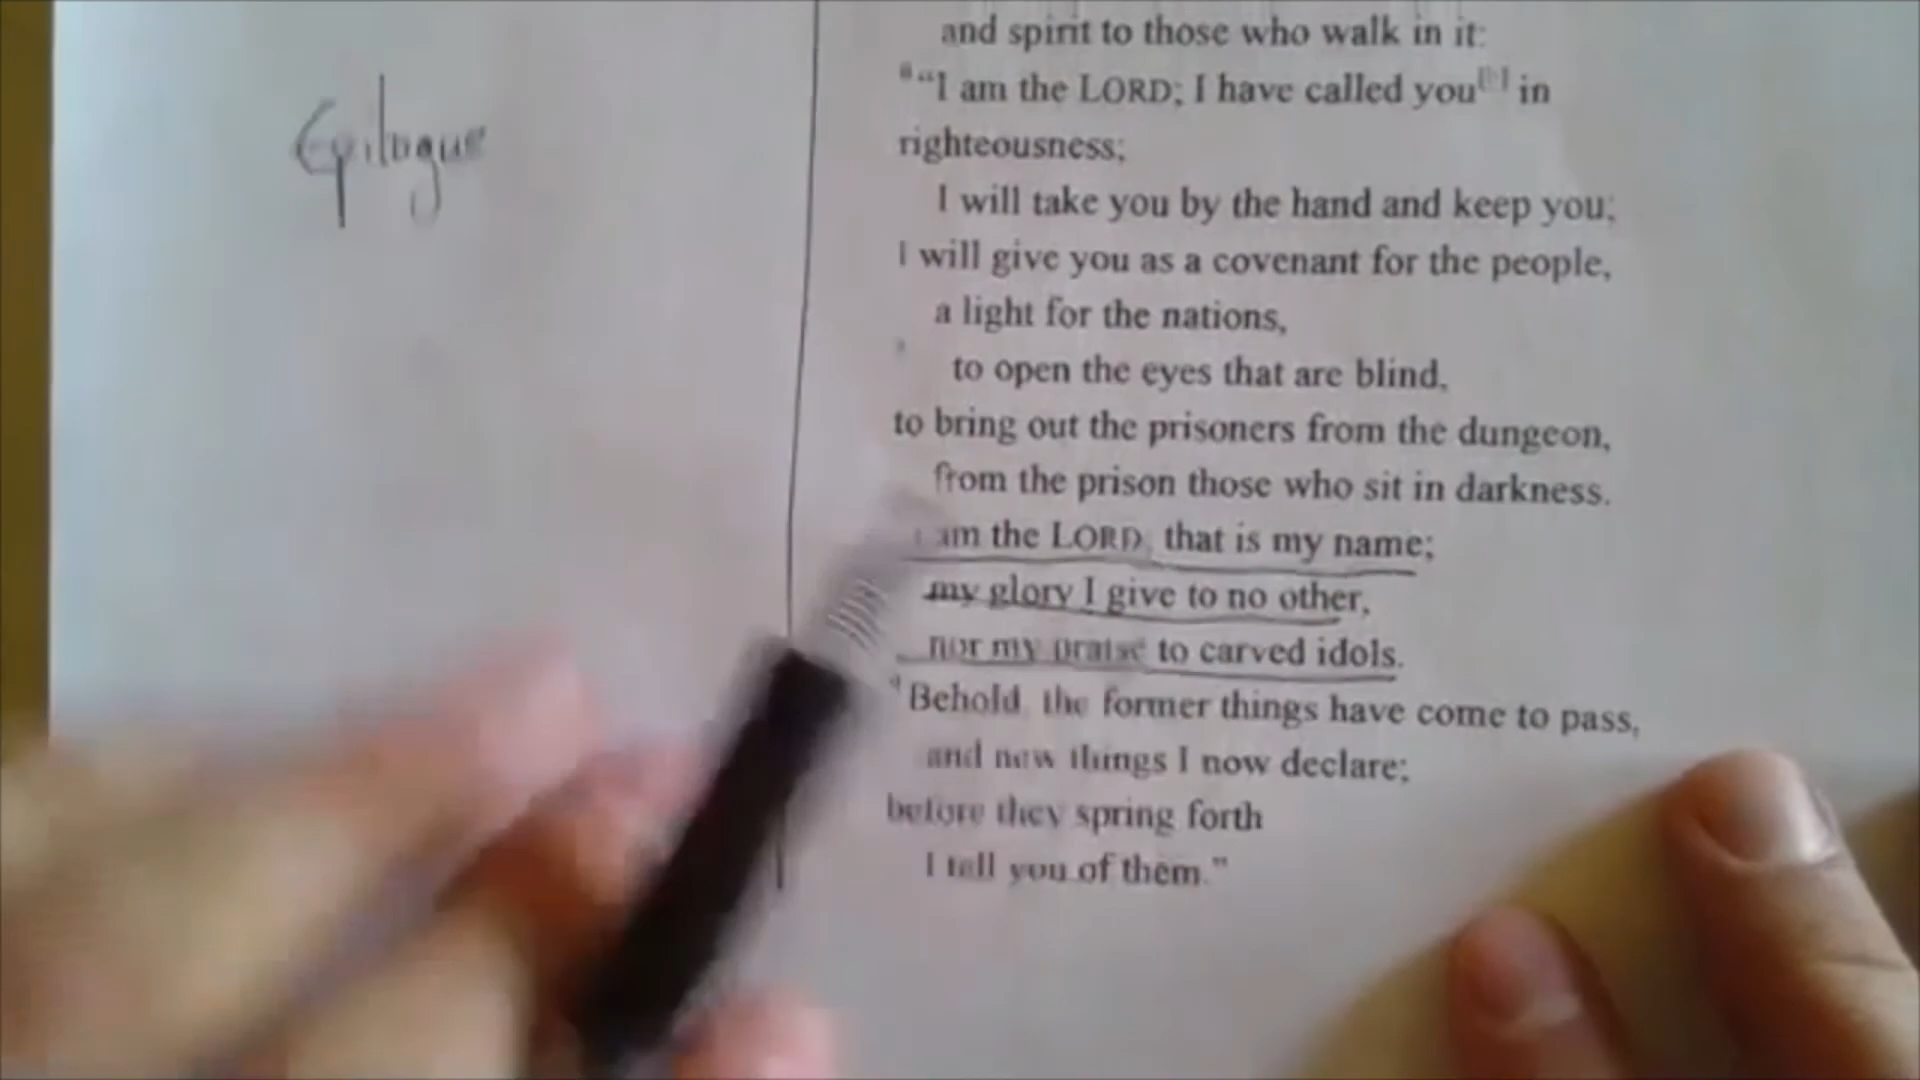 Epilogue
and spirit to those who walk in it:
6 “I am the LORD; I have called you in
righteousness;
I will take you by the hand and keep you;
I will give you as a covenant for the people,
a light for the nations,
to open the eyes that are blind,
to bring out the prisoners from the dungeon,
from the prison those who sit in darkness.
I am the LORD; that is my name;
my glory I give to no other,
nor my praise to carved idols.
9 Behold, the former things have come to pass,
and new things I now declare;
before they spring forth
I tell you of them.”